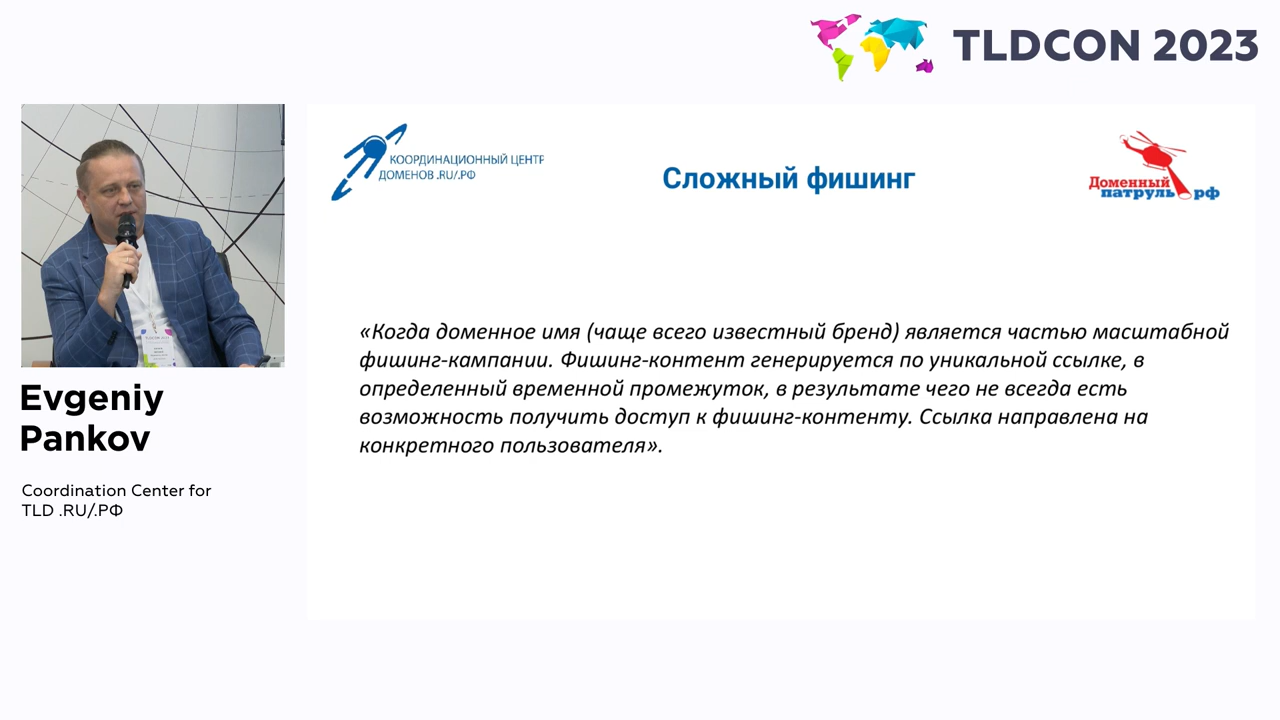 TLDCON 2023
КООРДИНАЦИОННЫЙ ЦЕНТР
ДОМЕНОВ .RU/.РФ
Сложный фишинг
Доменный
патруль.рф
«Когда доменное имя (чаще всего известный бренд) является частью масштабной
фишинг-кампании. Фишинг-контент генерируется по уникальной ссылке, в
определенный временной промежуток, в результате чего не всегда есть
возможность получить доступ к фишинг-контенту. Ссылка направлена на
конкретного пользователя».
Evgeniy
Pankov
Coordination Center for
TLD .RU/.РФ